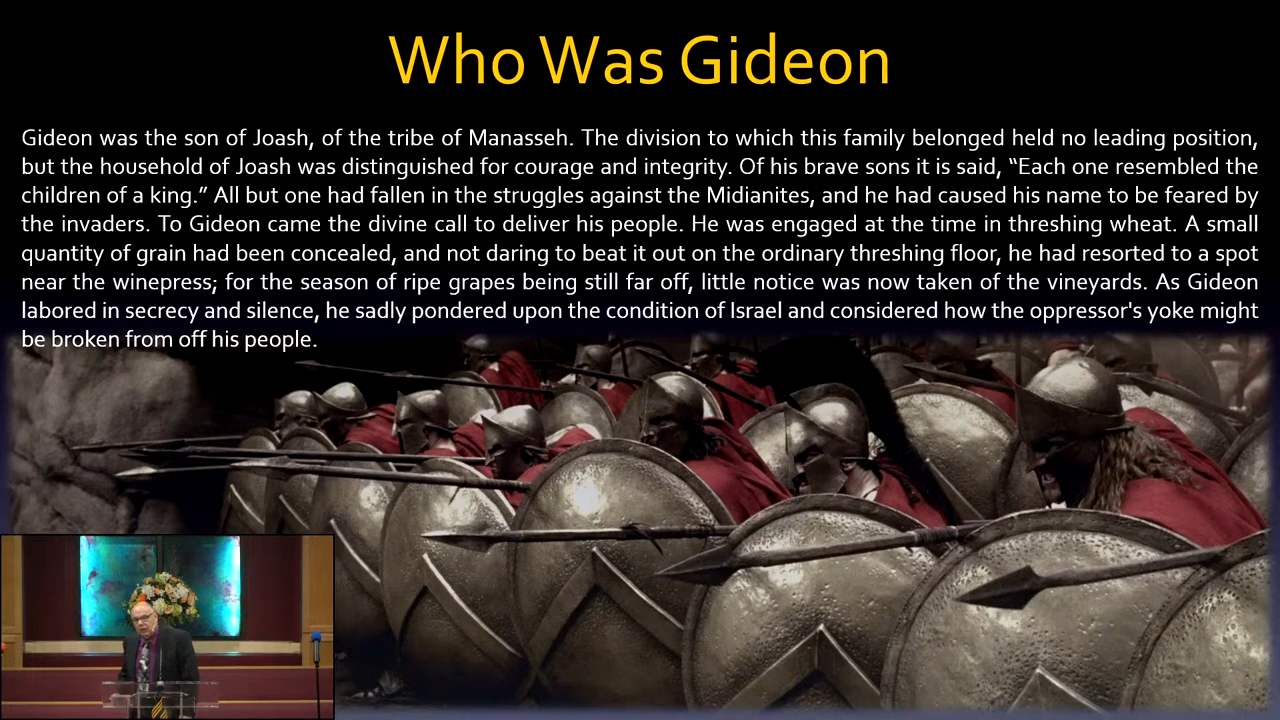 Who Was Gideon
Gideon was the son of Joash, of the tribe of Manasseh. The division to which this family belonged held no leading position,
but the household of Joash was distinguished for courage and integrity. Of his brave sons it is said, “Each one resembled the
children of a king.” All but one had fallen in the struggles against the Midianites, and he had caused his name to be feared by
the invaders. To Gideon came the divine call to deliver his people. He was engaged at the time in threshing wheat. A small
quantity of grain had been concealed, and not daring to beat it out on the ordinary threshing floor, he had resorted to a spot
near the winepress; for the season of ripe grapes being still far off, little notice was now taken of the vineyards. As Gideon
labored in secrecy and silence, he sadly pondered upon the condition of Israel and considered how the oppressor's yoke might
be broken from off his people.